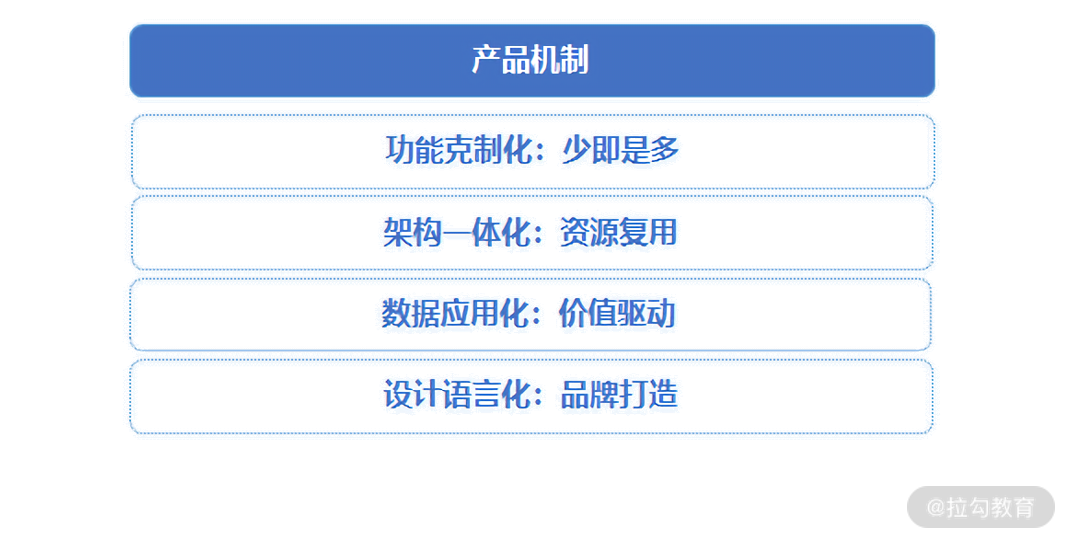 产品机制
功能克制化：少即是多
架构一体化：资源复用
数据应用化：价值驱动
设计语言化：品牌打造
@拉勾教育